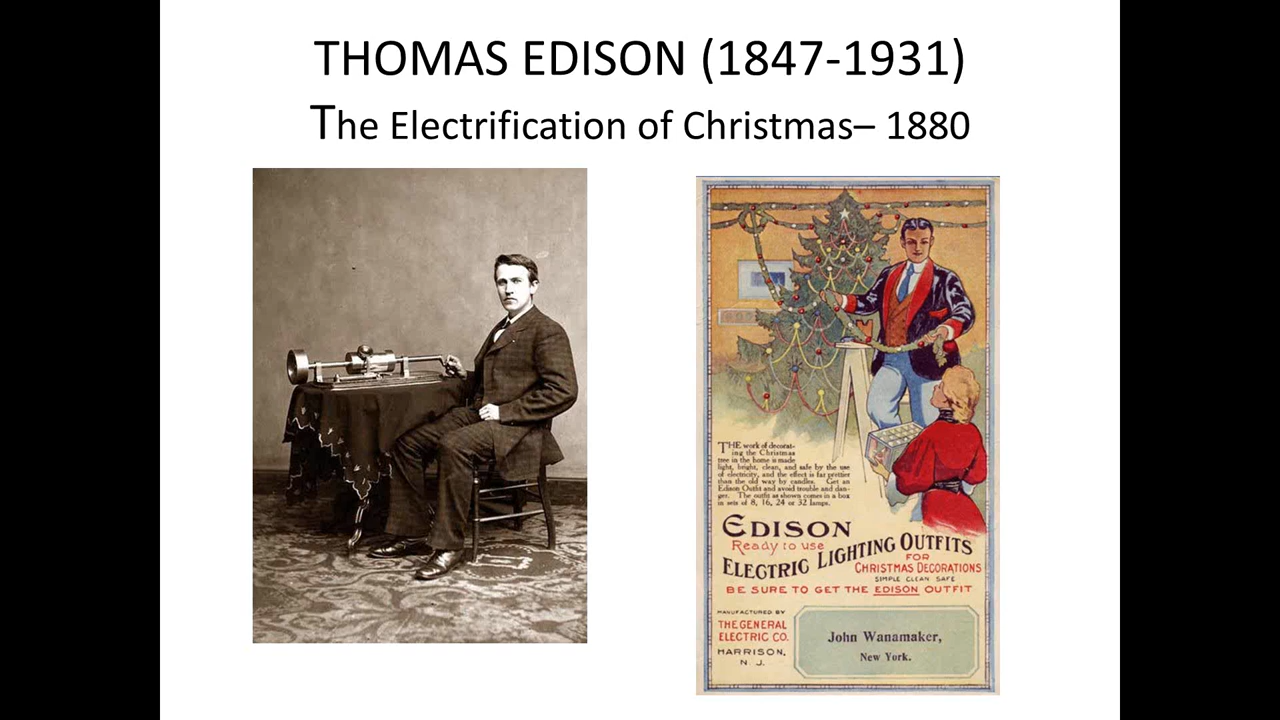 THOMAS EDISON (1847-1931)
The Electrification of Christmas– 1880
THE work of decorat-
ing the Christmas
tree in the home is made
light, bright, clean, and safe by the use
of electricity, and the effect is far prettier
than the old way by candles. Get an
Edison Outfit and avoid trouble and dan-
ger. The outfit as shown comes in a box
in sets of 8, 16, 24 or 32 lamps.
EDISON
Ready to use
ELECTRIC LIGHTING OUTFITS
FOR
CHRISTMAS DECORATIONS
SIMPLE CLEAN SAFE
BE SURE TO GET THE EDISON OUTFIT
MANUFACTURED BY
THE GENERAL
ELECTRIC CO.
HARRISON,
N. J.
John Wanamaker,
New York.